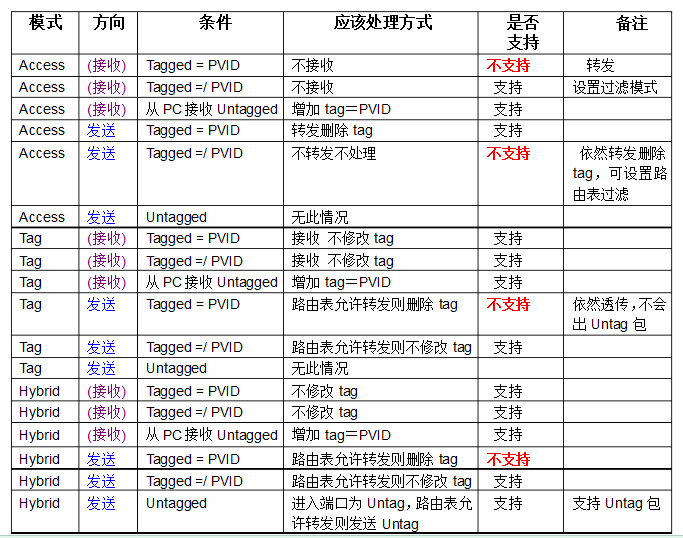 模式 方向 条件 应该处理方式 是否 备注
支持
Access (接收) Tagged = PVID 不接收 不支持 转发
Access (接收) Tagged =/ PVID 不接收 支持 设置过滤模式
Access (接收) 从 PC 接收 Untagged 增加 tag＝PVID 支持
Access 发送 Tagged = PVID 转发删除 tag 支持
Access 发送 Tagged =/ PVID 不转发不处理 不支持 依然转发删除
tag，可设置路
由表过滤
Access 发送 Untagged 无此情况
Tag (接收) Tagged = PVID 接收 不修改 tag 支持
Tag (接收) Tagged =/ PVID 接收 不修改 tag 支持
Tag (接收) 从 PC 接收 Untagged 增加 tag＝PVID 支持
Tag 发送 Tagged = PVID 路由表允许转发则删除 tag 不支持 依然透传，不会
出 Untag 包
Tag 发送 Tagged =/ PVID 路由表允许转发则不修改 tag 支持
Tag 发送 Untagged 无此情况
Hybrid (接收) Tagged = PVID 不修改 tag 支持
Hybrid (接收) Tagged =/ PVID 不修改 tag 支持
Hybrid (接收) 从 PC 接收 Untagged 增加 tag＝PVID 支持
Hybrid 发送 Tagged = PVID 路由表允许转发则删除 tag 不支持
Hybrid 发送 Tagged =/ PVID 路由表允许转发则不修改 tag 支持
Hybrid 发送 Untagged 进入端口为 Untag，路由表允 支持 支持 Untag 包
许转发则发送 Untag